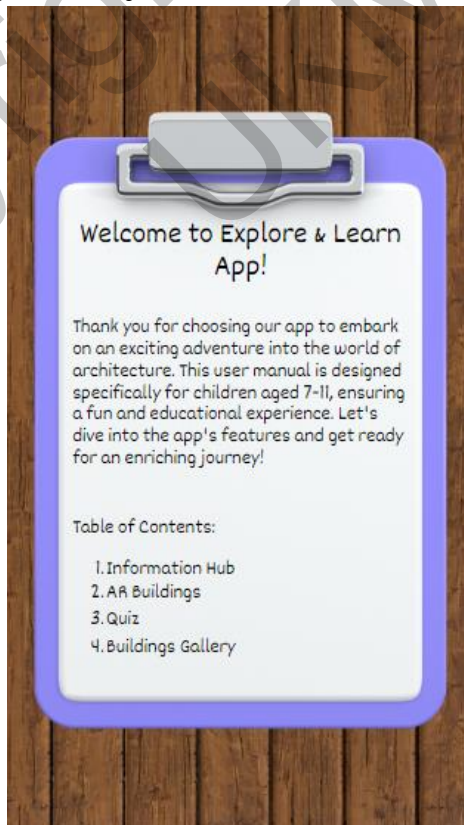 Welcome to Explore & Learn
App!
Thank you for choosing our app to embark
on an exciting adventure into the world of
architecture. This user manual is designed
specifically for children aged 7-11, ensuring
a fun and educational experience. Let's
dive into the app's features and get ready
for an enriching journey!
Table of Contents:
1. Information Hub
2. AR Buildings
3. Quiz
4. Buildings Gallery